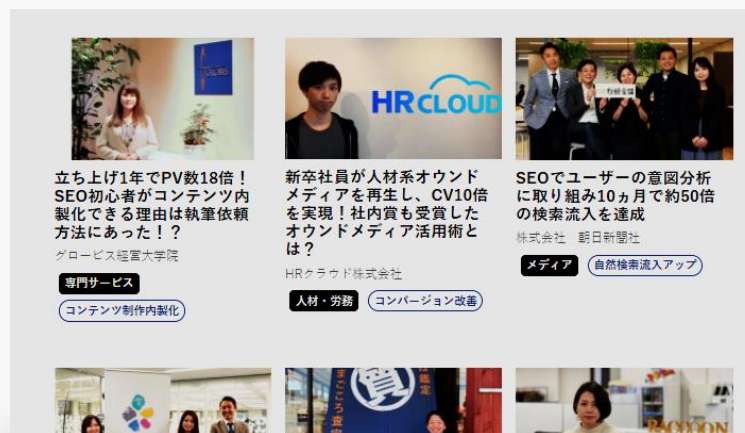 GLOBIS
HRCLOUD
立ち上げ1年でPV数18倍！
SEO初心者がコンテンツ内
製化できる理由は執筆依頼
方法にあった！？
グロービス経営大学院
専門サービス
コンテンツ制作内製化
新卒社員が人材系オウンド
メディアを再生し、CV10倍
を実現！社内賞も受賞した
オウンドメディア活用術と
は？
HRクラウド株式会社
人材・労務
コンバージョン改善
SEOでユーザーの意図分析
に取り組み10ヵ月で約50倍
の検索流入を達成
株式会社　朝日新聞社
メディア
自然検索流入アップ
質
まごころ査
RACCOON